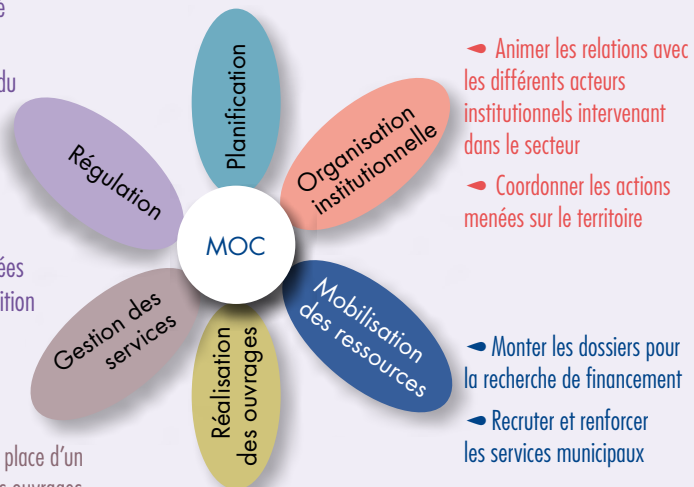 du
Planification
Régulation
Organisation
institutionnelle
MOC
Gestion des
services
Réalisation
des ouvrages
Mobilisation
des ressources
Animer les relations avec
les différents acteurs
institutionnels intervenant
dans le secteur
Coordonner les actions
menées sur le territoire
Monter les dossiers pour
la recherche de financement
Recruter et renforcer
les services municipaux
place d'un
ouvrages